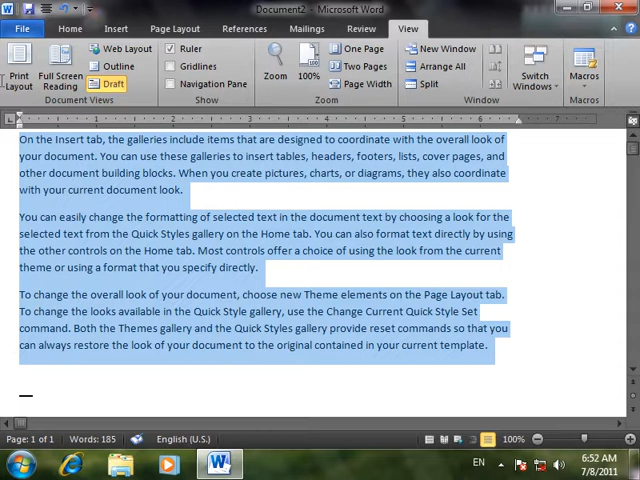 Document2 - Microsoft Word
File Home Insert Page Layout References Mailings Review View
Print Layout
Full Screen Reading
Web Layout
Outline
Draft
Document Views
Ruler
Gridlines
Navigation Pane
Show
Zoom
100%
One Page
Two Pages
Page Width
Zoom
New Window
Arrange All
Split
Switch Windows
Window
Macros
Macros
1 2 3 4 5 6 7
On the Insert tab, the galleries include items that are designed to coordinate with the overall look of
your document. You can use these galleries to insert tables, headers, footers, lists, cover pages, and
other document building blocks. When you create pictures, charts, or diagrams, they also coordinate
with your current document look.
You can easily change the formatting of selected text in the document text by choosing a look for the
selected text from the Quick Styles gallery on the Home tab. You can also format text directly by using
the other controls on the Home tab. Most controls offer a choice of using the look from the current
theme or using a format that you specify directly.
To change the overall look of your document, choose new Theme elements on the Page Layout tab.
To change the looks available in the Quick Style gallery, use the Change Current Quick Style Set
command. Both the Themes gallery and the Quick Styles gallery provide reset commands so that you
can always restore the look of your document to the original contained in your current template.
Page: 1 of 1 Words: 185 English (U.S.) 100%
EN 6:52 AM
7/8/2011